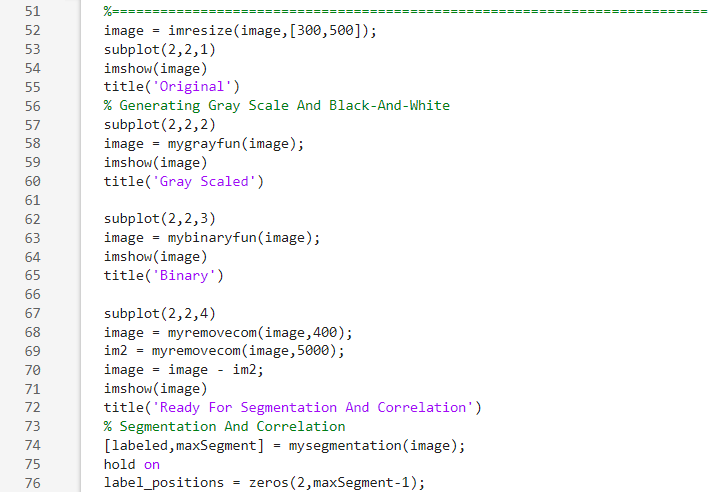 51 %==========================================================================
52 image = imresize(image,[300,500]);
53 subplot(2,2,1)
54 imshow(image)
55 title('Original')
56 % Generating Gray Scale And Black-And-White
57 subplot(2,2,2)
58 image = mygrayfun(image);
59 imshow(image)
60 title('Gray Scaled')
61
62 subplot(2,2,3)
63 image = mybinaryfun(image);
64 imshow(image)
65 title('Binary')
66
67 subplot(2,2,4)
68 image = myremovecom(image,400);
69 im2 = myremovecom(image,5000);
70 image = image - im2;
71 imshow(image)
72 title('Ready For Segmentation And Correlation')
73 % Segmentation And Correlation
74 [labeled,maxSegment] = mysegmentation(image);
75 hold on
76 label_positions = zeros(2,maxSegment-1);